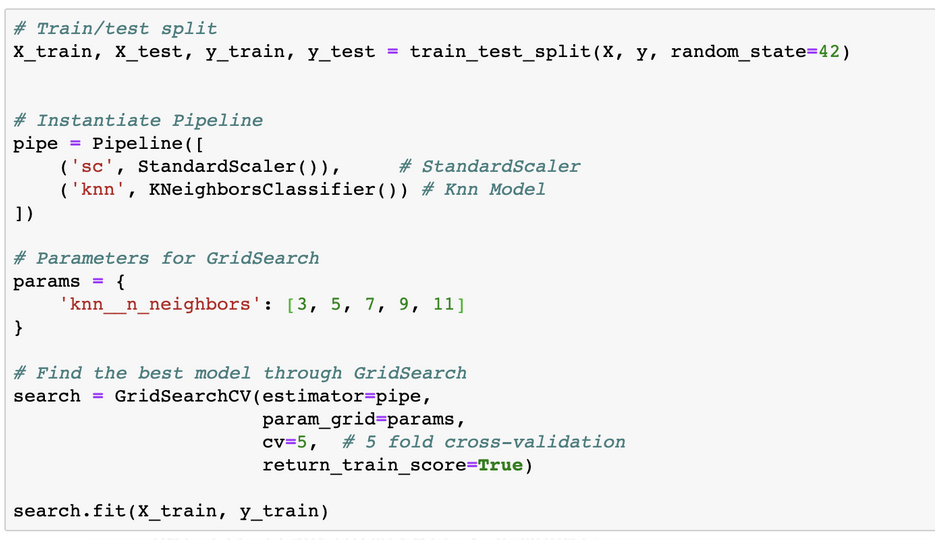 # Train/test split
X_train, X_test, y_train, y_test = train_test_split(X, y, random_state=42)
# Instantiate Pipeline
pipe = Pipeline([
    ('sc', StandardScaler()),     # StandardScaler
    ('knn', KNeighborsClassifier()) # Knn Model
])
# Parameters for GridSearch
params = {
    'knn__n_neighbors': [3, 5, 7, 9, 11]
}
# Find the best model through GridSearch
search = GridSearchCV(estimator=pipe,
                      param_grid=params,
                      cv=5,  # 5 fold cross-validation
                      return_train_score=True)
search.fit(X_train, y_train)